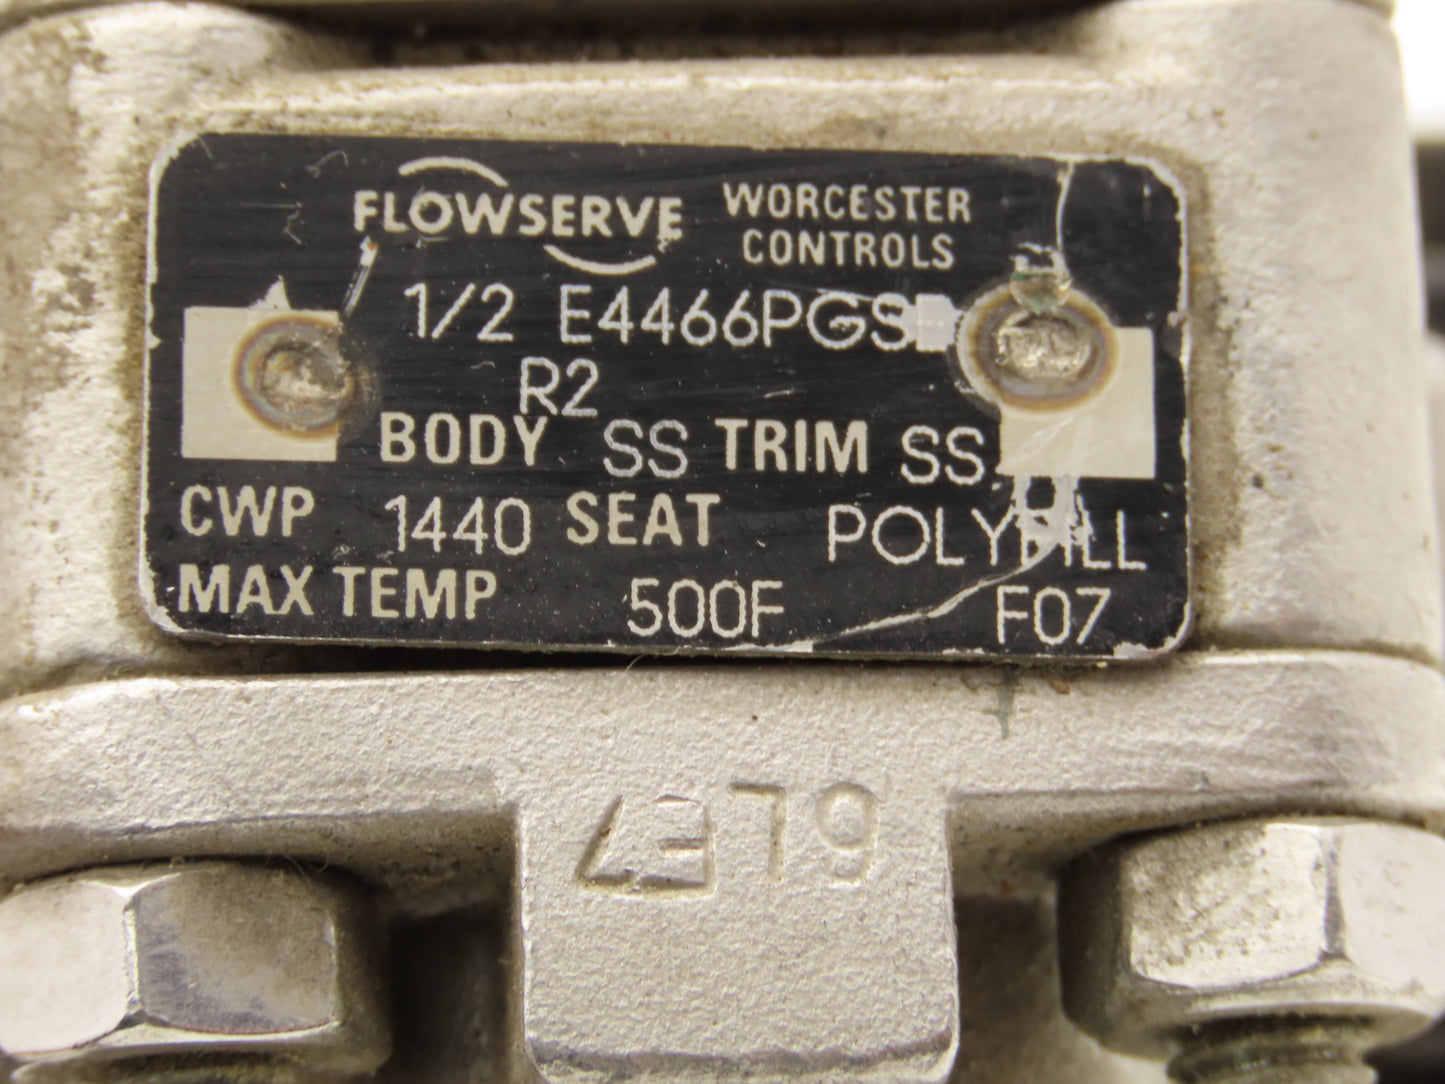 FLOWSERVE WORCESTER
CONTROLS
1/2 E4466PGS
R2
BODY SS TRIM SS
CWP 1440 SEAT POLYFILL
MAX TEMP 500F F07